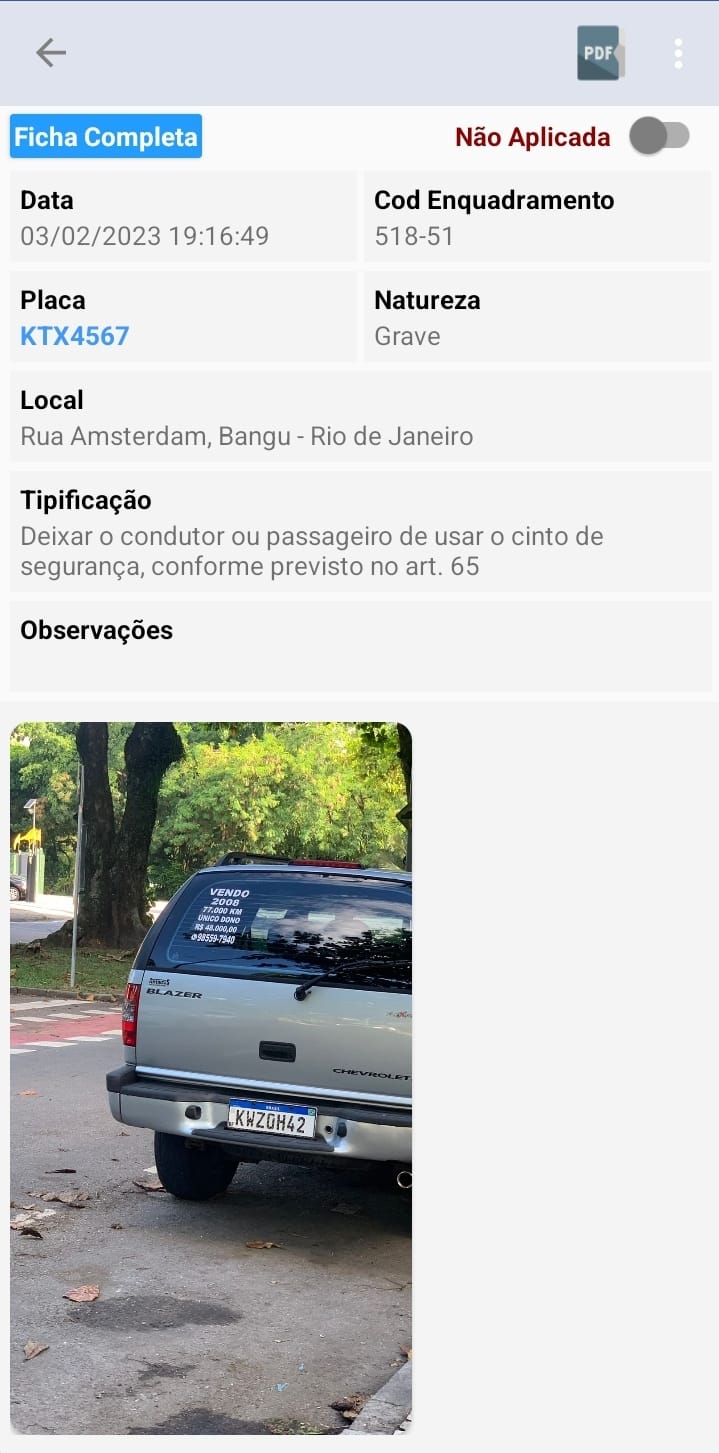 PDF
Ficha Completa
Não Aplicada
Data
03/02/2023 19:16:49
Cod Enquadramento
518-51
Placa
KTX4567
Natureza
Grave
Local
Rua Amsterdam, Bangu - Rio de Janeiro
Tipificação
Deixar o condutor ou passageiro de usar o cinto de
segurança, conforme previsto no art. 65
Observações
VENDO
2008
77.000 KM
ÚNICO DONO
R$ 48.000,00
98559-7940
BLAZER
CHEVROLET
BRASIL
KWZ0H42